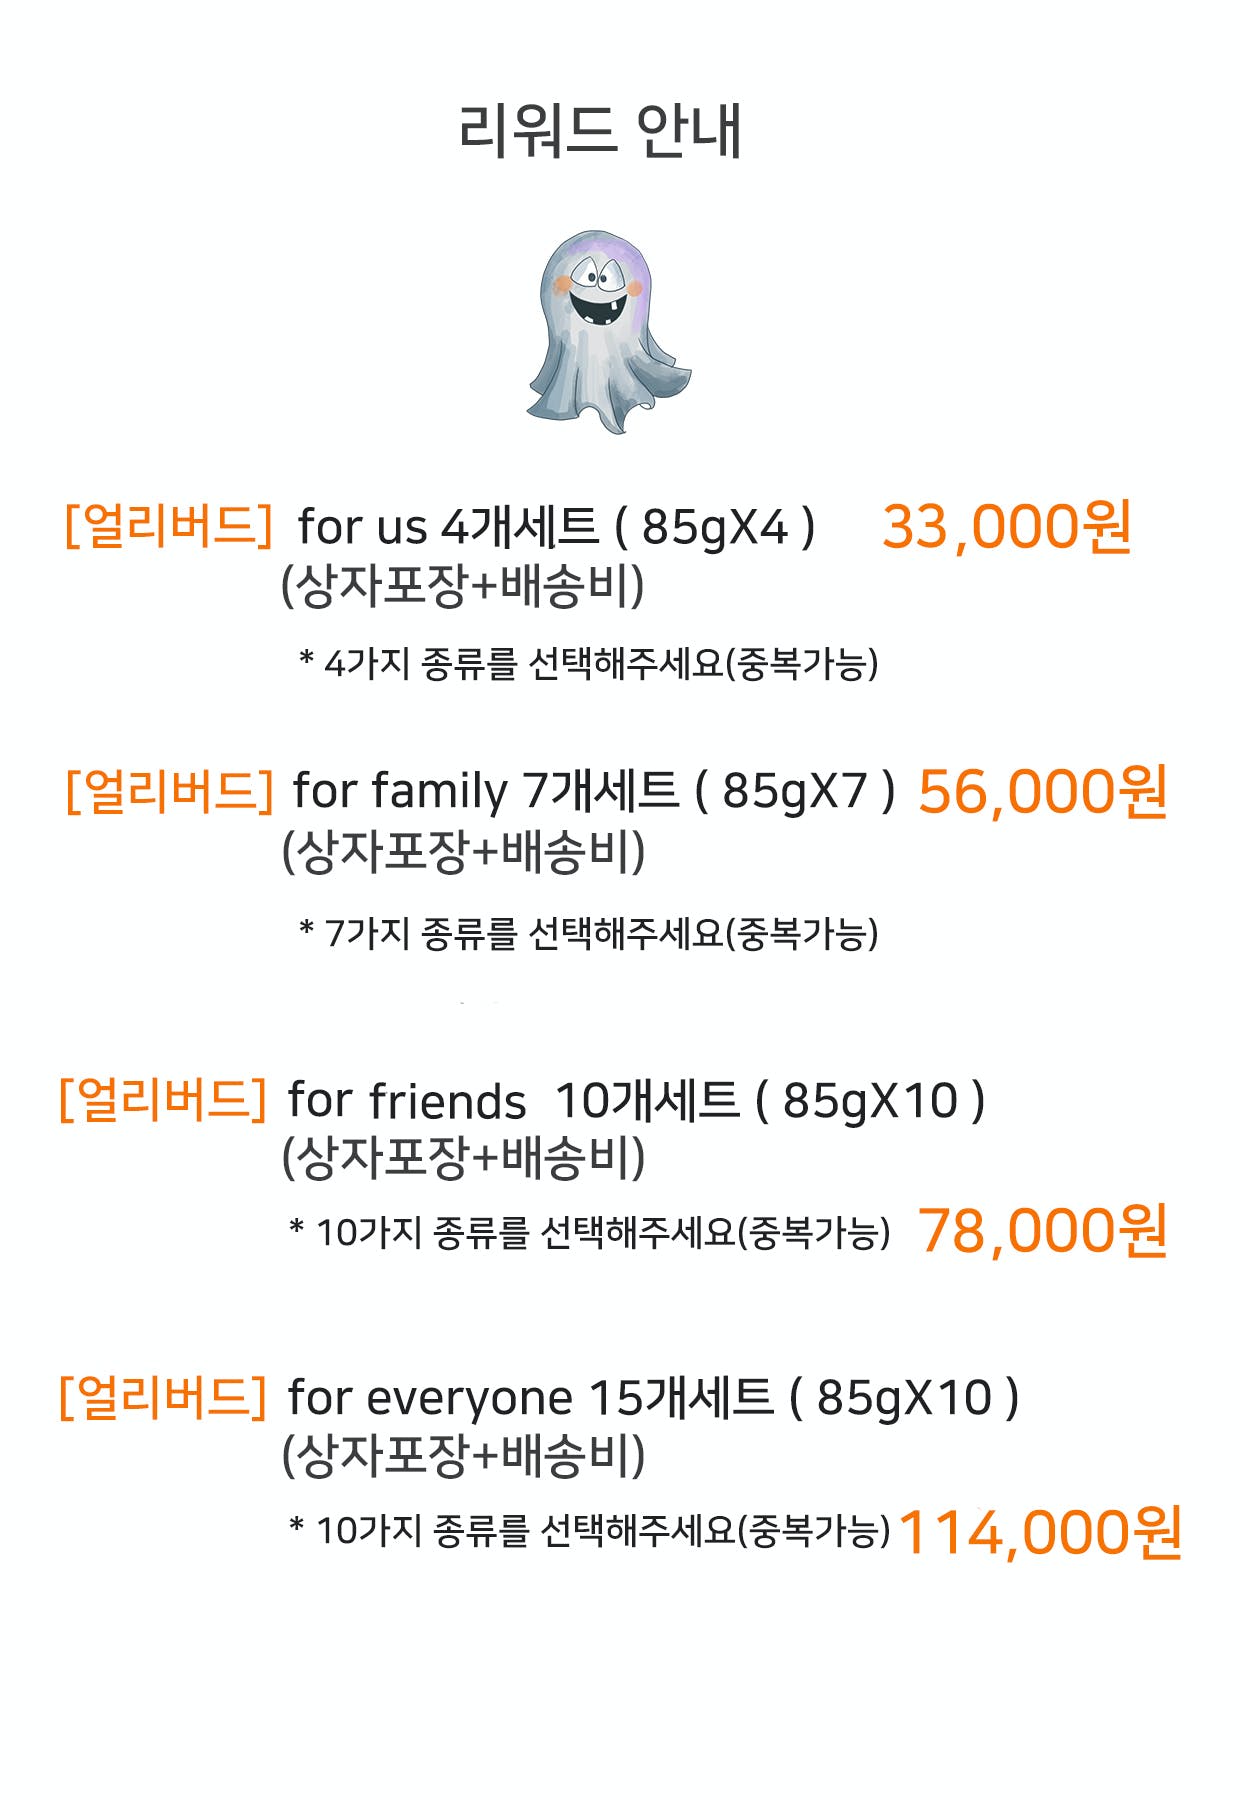 리워드 안내
[얼리버드] for us 4개세트 ( 85gX4 ) 33,000원
(상자포장+배송비)
* 4가지 종류를 선택해주세요(중복가능)
[얼리버드] for family 7개세트 ( 85gX7 ) 56,000원
(상자포장+배송비)
* 7가지 종류를 선택해주세요(중복가능)
[얼리버드] for friends 10개세트 ( 85gX10 )
(상자포장+배송비)
* 10가지 종류를 선택해주세요(중복가능) 78,000원
[얼리버드] for everyone 15개세트 ( 85gX10 )
(상자포장+배송비)
* 10가지 종류를 선택해주세요(중복가능) 114,000원